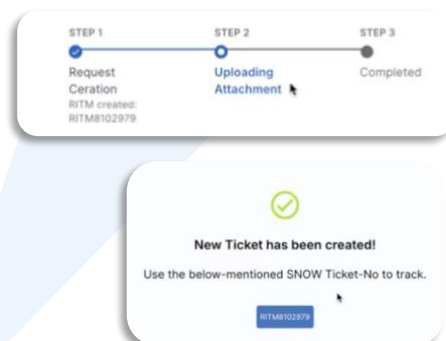 STEP 1
STEP 2
STEP 3
Request
Ceration
RITM created:
RITM8102979
Uploading
Attachment
Completed
New Ticket has been created!
Use the below-mentioned SNOW Ticket-No to track.
RITM8102979